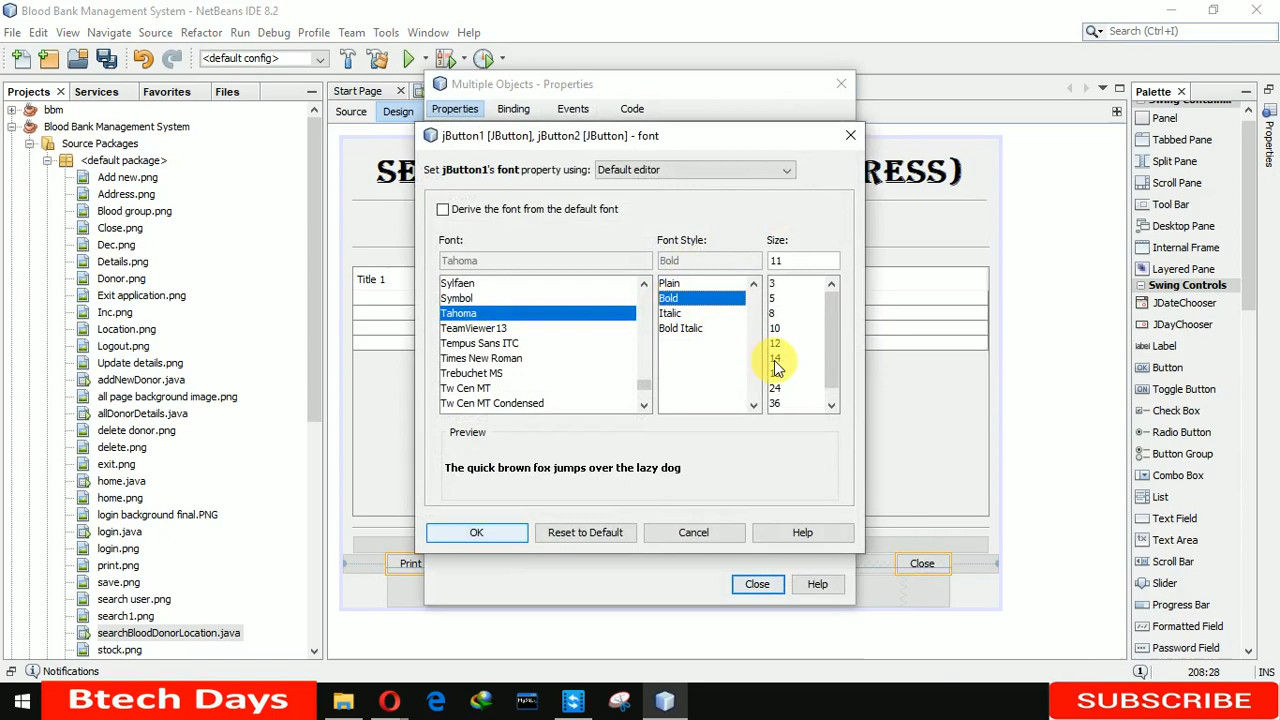 Blood Bank Management System - NetBeans IDE 8.2
File Edit View Navigate Source Refactor Run Debug Profile Team Tools Window Help
Search (Ctrl+I)
<default config>
Projects
Services
Favorites
Files
bbm
Blood Bank Management System
Source Packages
<default package>
Add new.png
Address.png
Blood group.png
Close.png
Dec.png
Details.png
Donor.png
Exit application.png
Inc.png
Location.png
Logout.png
Update details.png
addNewDonor.java
all page background image.png
allDonorDetails.java
delete donor.png
delete.png
exit.png
home.java
home.png
login background final.PNG
login.java
login.png
print.png
save.png
search user.png
search1.png
searchBloodDonorLocation.java
stock.png
Start Page
Source
Design
RESS)
Title 1
Print
Close
Multiple Objects - Properties
Properties
Binding
Events
Code
jButton1 [JButton], jButton2 [JButton] - font
Set jButton1's font property using:
Default editor
Derive the font from the default font
Font:
Font Style:
Size:
Tahoma
Bold
11
Sylfaen
Symbol
Tahoma
TeamViewer13
Tempus Sans ITC
Times New Roman
Trebuchet MS
Tw Cen MT
Tw Cen MT Condensed
Plain
Bold
Italic
Bold Italic
3
5
8
10
12
14
24
36
Preview
The quick brown fox jumps over the lazy dog
OK
Reset to Default
Cancel
Help
Close
Help
Palette
Swing Contain...
Panel
Tabbed Pane
Split Pane
Scroll Pane
Tool Bar
Desktop Pane
Internal Frame
Layered Pane
Swing Controls
JDateChooser
JDayChooser
Label
Button
Toggle Button
Check Box
Radio Button
Button Group
Combo Box
List
Text Field
Text Area
Scroll Bar
Slider
Progress Bar
Formatted Field
Password Field
Properties
Notifications
208:28
INS
Btech Days
SUBSCRIBE